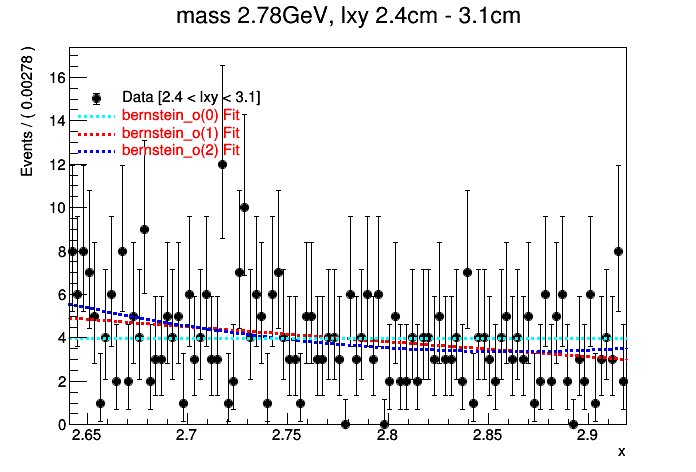 mass 2.78GeV, lxy 2.4cm - 3.1cm
Events / ( 0.00278 )
16
14
12
10
8
6
4
2
0
Data [2.4 < lxy < 3.1]
bernstein_o(0) Fit
bernstein_o(1) Fit
bernstein_o(2) Fit
2.65 2.7 2.75 2.8 2.85 2.9
x